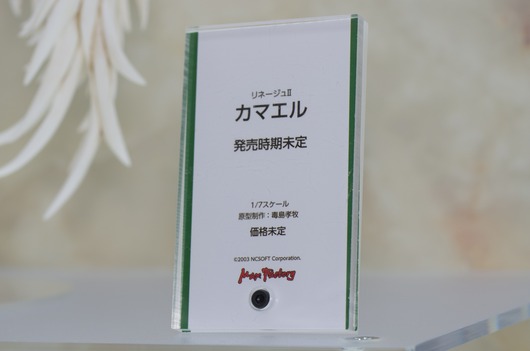 リネージュII
カマエル
発売時期未定
1/7スケール
原型制作:毒島孝牧
価格未定
©2003 NCSOFT Corporation.
Max Factory